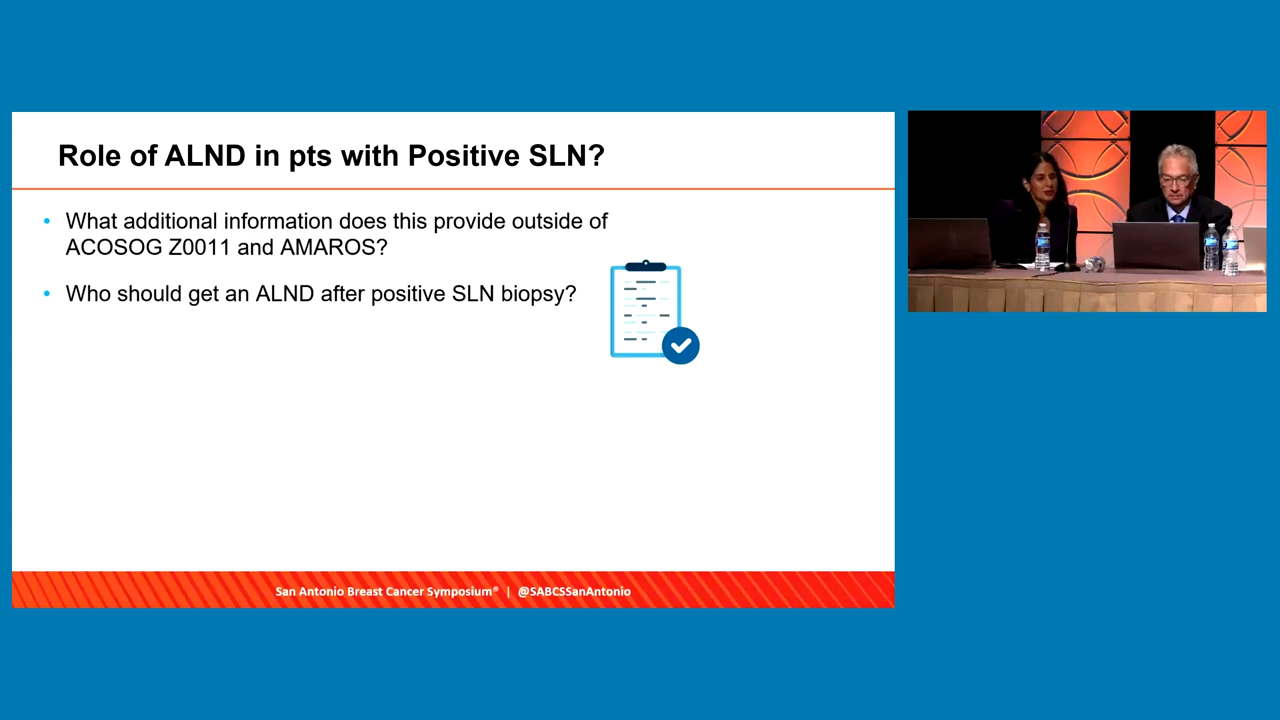 Role of ALND in pts with Positive SLN?
• What additional information does this provide outside of
ACOSOG Z0011 and AMAROS?
• Who should get an ALND after positive SLN biopsy?
San Antonio Breast Cancer Symposium® | @SABCSSanAntonio